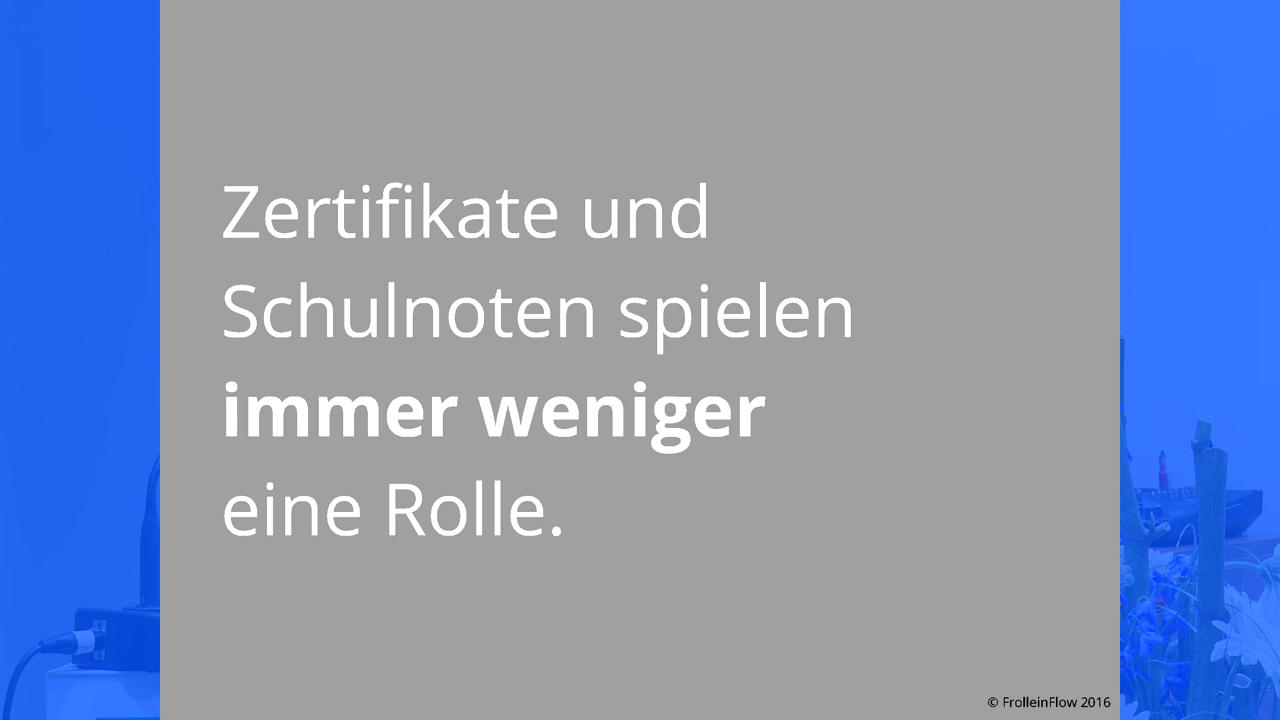 Zertifikate und
Schulnoten spielen
immer weniger
eine Rolle.
© FrolleinFlow 2016